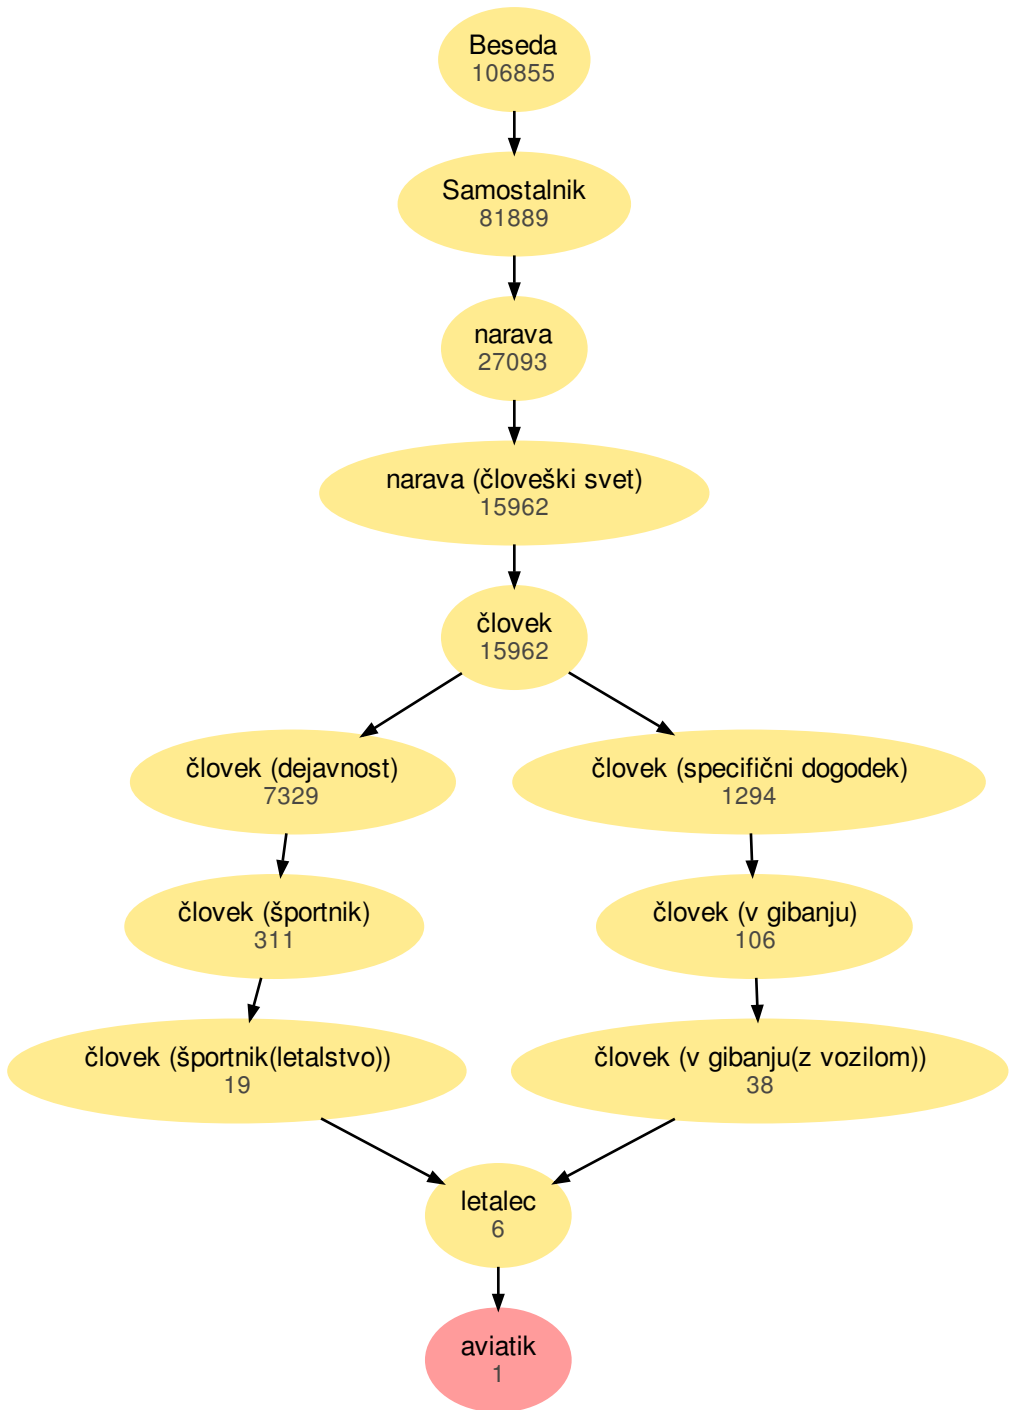 Beseda
106855
Samostalnik
81889
narava
27093
narava (človeški svet)
15962
človek
15962
človek (dejavnost)
7329
človek (specifični dogodek)
1294
človek (športnik)
311
človek (v gibanju)
106
človek (športnik(letalstvo))
19
človek (v gibanju(z vozilom))
38
letalec
6
aviatik
1